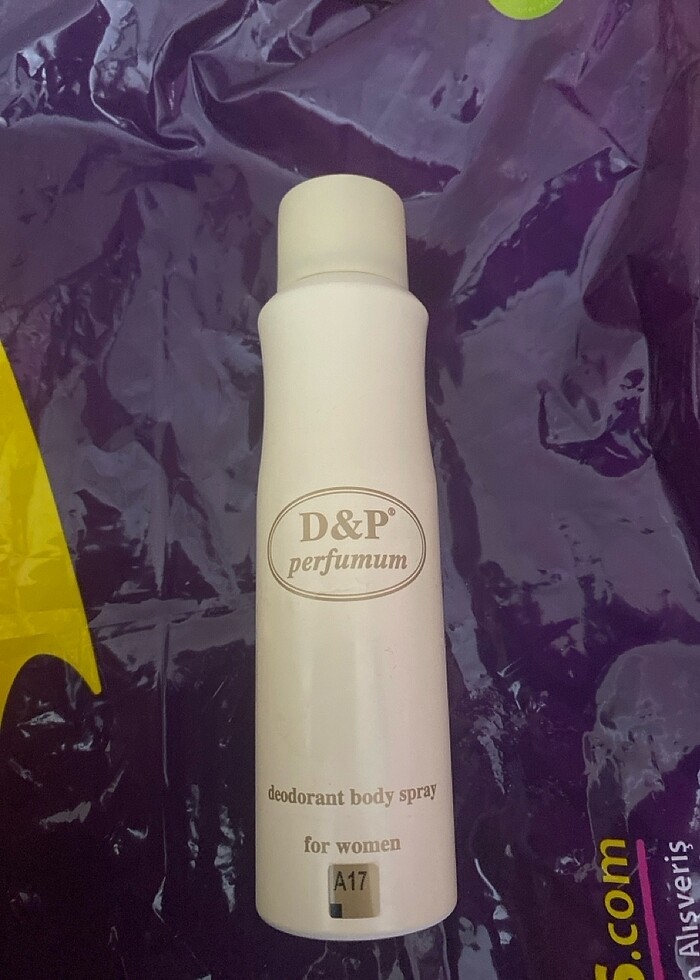 D&P®
perfumum
deodorant body spray
for women
A17
.com
Alışveriş